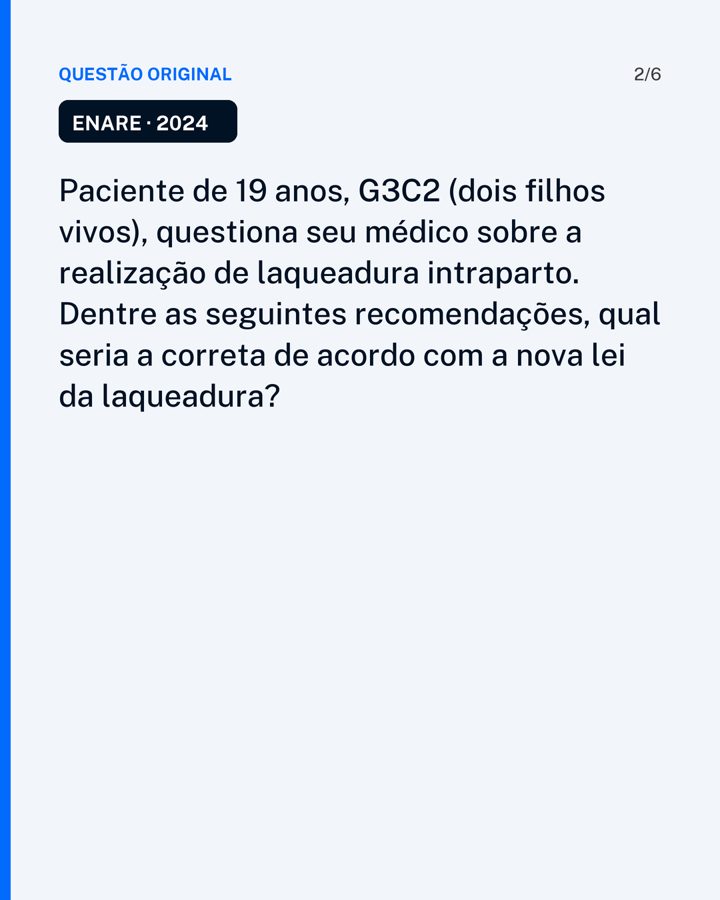 QUESTÃO ORIGINAL
2/6
ENARE · 2024
Paciente de 19 anos, G3C2 (dois filhos
vivos), questiona seu médico sobre a
realização de laqueadura intraparto.
Dentre as seguintes recomendações, qual
seria a correta de acordo com a nova lei
da laqueadura?